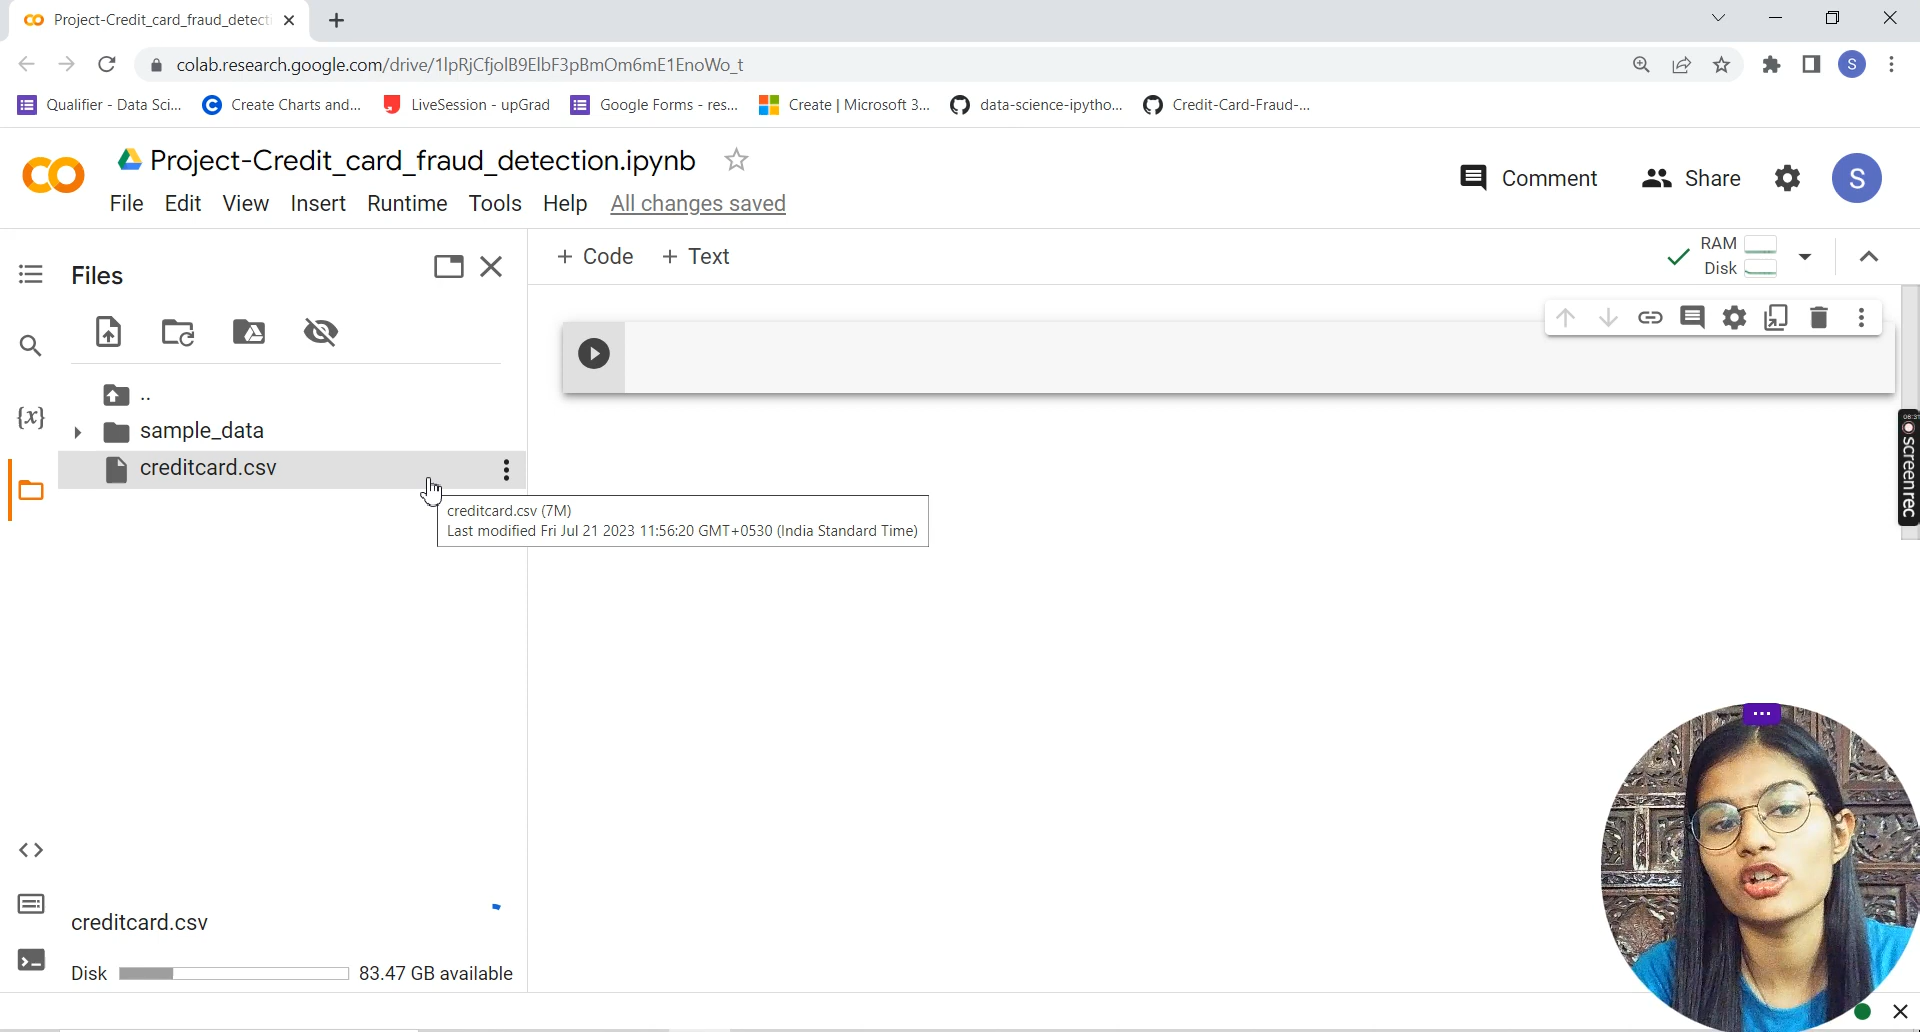 Project-Credit_card_fraud_detecti
colab.research.google.com/drive/1lpRjCfjolB9ElbF3pBmOm6mE1EnoWo_t
S
Qualifier - Data Sci...
Create Charts and...
LiveSession - upGrad
Google Forms - res...
Create | Microsoft 3...
data-science-ipytho...
Credit-Card-Fraud-...
Project-Credit_card_fraud_detection.ipynb
Comment
Share
S
File Edit View Insert Runtime Tools Help All changes saved
Files
+ Code + Text
RAM
Disk
{x}
..
sample_data
creditcard.csv
creditcard.csv (7M)
Last modified Fri Jul 21 2023 11:56:20 GMT+0530 (India Standard Time)
screenrec
creditcard.csv
Disk 83.47 GB available